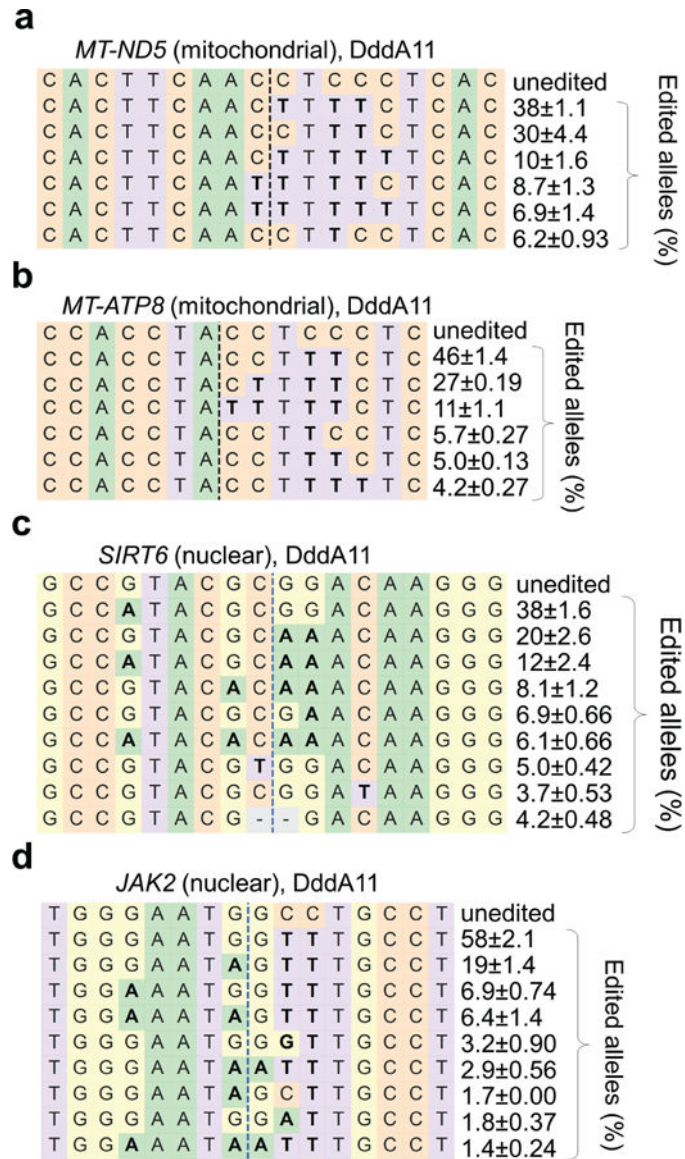 a
MT-ND5 (mitochondrial), DddA11
C A C T T C A A C C T C C C T C A C unedited
C A C T T C A A C T T T T C T C A C 38±1.1
C A C T T C A A C C T T T C T C A C 30±4.4
C A C T T C A A C T T T T T T C A C 10±1.6
C A C T T C A A T T T T T C T C A C 8.7±1.3
C A C T T C A A T T T T T T T C A C 6.9±1.4
C A C T T C A A C C T T C C T C A C 6.2±0.93
Edited alleles (%)
b
MT-ATP8 (mitochondrial), DddA11
C C A C C T A C C T C C C T C unedited
C C A C C T A C C T T T C T C 46±1.4
C C A C C T A C T T T T C T C 27±0.19
C C A C C T A T T T T T C T C 11±1.1
C C A C C T A C C T T C C T C 5.7±0.27
C C A C C T A C C T T T C T C 5.0±0.13
C C A C C T A C C T T T T T C 4.2±0.27
Edited alleles (%)
c
SIRT6 (nuclear), DddA11
G C C G T A C G C G G A C A A G G G unedited
G C C A T A C G C G G A C A A G G G 38±1.6
G C C G T A C G C A A A C A A G G G 20±2.6
G C C A T A C G C A A A C A A G G G 12±2.4
G C C G T A C A C A A A C A A G G G 8.1±1.2
G C C G T A C G C G A A C A A G G G 6.9±0.66
G C C A T A C A C A A A C A A G G G 6.1±0.66
G C C G T A C G T G G A C A A G G G 5.0±0.42
G C C G T A C G C G G A T A A G G G 3.7±0.53
G C C G T A C G - - G A C A A G G G 4.2±0.48
Edited alleles (%)
d
JAK2 (nuclear), DddA11
T G G G A A T G G C C T G C C T unedited
T G G G A A T G G T T T G C C T 58±2.1
T G G G A A T A G T T T G C C T 19±1.4
T G G A A A T G G T T T G C C T 6.9±0.74
T G G A A A T A G T T T G C C T 6.4±1.4
T G G G A A T G G G T T G C C T 3.2±0.90
T G G G A A T A A T T T G C C T 2.9±0.56
T G G G A A T A G C T T G C C T 1.7±0.00
T G G G A A T G G A T T G C C T 1.8±0.37
T G G A A A T A A T T T G C C T 1.4±0.24
Edited alleles (%)